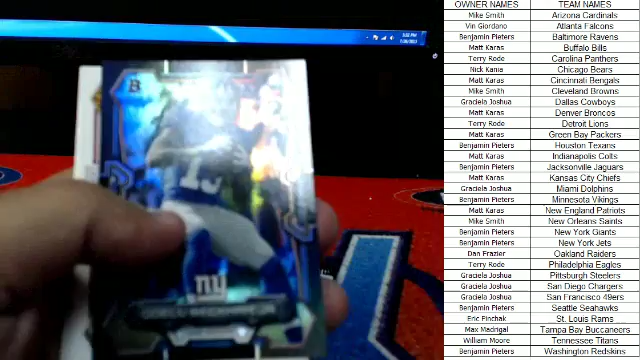 OWNER NAMES TEAM NAMES
Mike Smith Arizona Cardinals
Vin Giordano Atlanta Falcons
Benjamin Pieters Baltimore Ravens
Matt Karas Buffalo Bills
Terry Rode Carolina Panthers
Nick Kania Chicago Bears
Matt Karas Cincinnati Bengals
Mike Smith Cleveland Browns
Graciela Joshua Dallas Cowboys
Matt Karas Denver Broncos
Terry Rode Detroit Lions
Matt Karas Green Bay Packers
Benjamin Pieters Houston Texans
Matt Karas Indianapolis Colts
Benjamin Pieters Jacksonville Jaguars
Matt Karas Kansas City Chiefs
Graciela Joshua Miami Dolphins
Benjamin Pieters Minnesota Vikings
Matt Karas New England Patriots
Mike Smith New Orleans Saints
Benjamin Pieters New York Giants
Benjamin Pieters New York Jets
Dan Frazier Oakland Raiders
Terry Rode Philadelphia Eagles
Graciela Joshua Pittsburgh Steelers
Graciela Joshua San Diego Chargers
Graciela Joshua San Francisco 49ers
Benjamin Pieters Seattle Seahawks
Eric Finchak St. Louis Rams
Max Madrigal Tampa Bay Buccaneers
William Moore Tennessee Titans
Benjamin Pieters Washington Redskins
B
13
ny